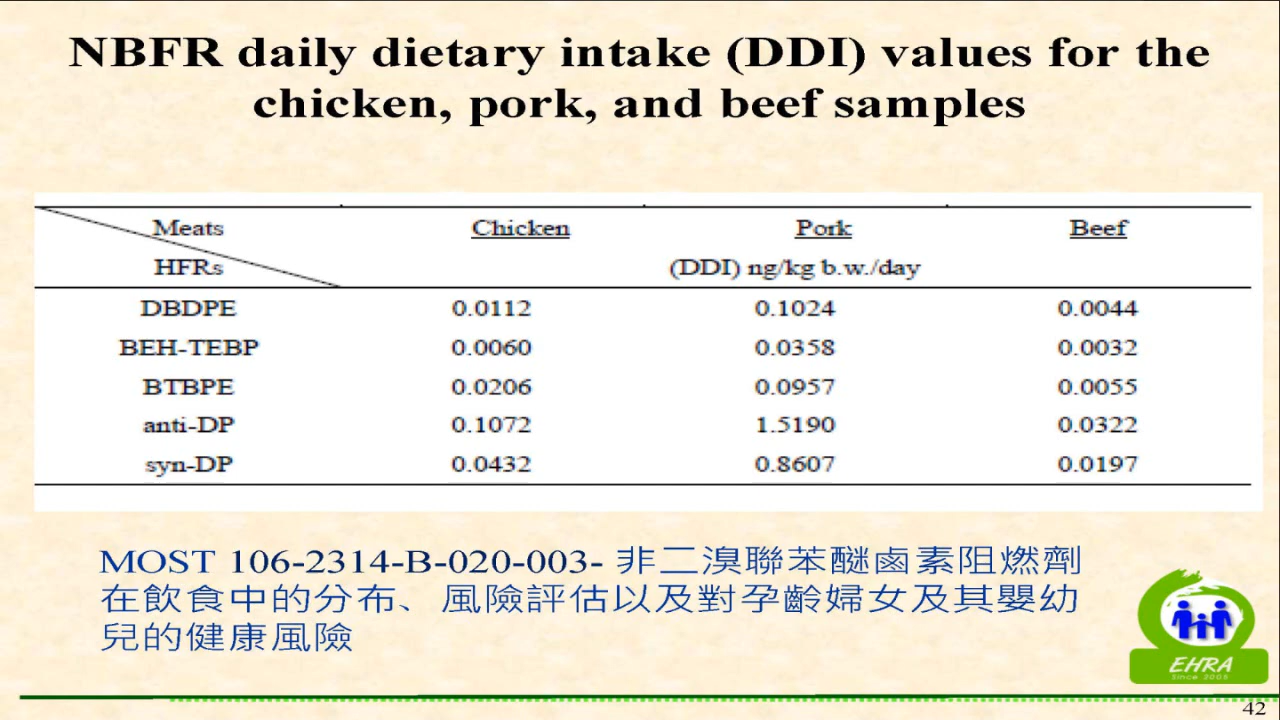 NBFR daily dietary intake (DDI) values for the
chicken, pork, and beef samples
Meats Chicken Pork Beef
HFRs (DDI) ng/kg b.w./day
DBDPE 0.0112 0.1024 0.0044
BEH-TEBP 0.0060 0.0358 0.0032
BTBPE 0.0206 0.0957 0.0055
anti-DP 0.1072 1.5190 0.0322
syn-DP 0.0432 0.8607 0.0197
MOST 106-2314-B-020-003- 非二溴聯苯醚鹵素阻燃劑
在飲食中的分布、風險評估以及對孕齡婦女及其嬰幼
兒的健康風險
EHRA
Since 2005
42